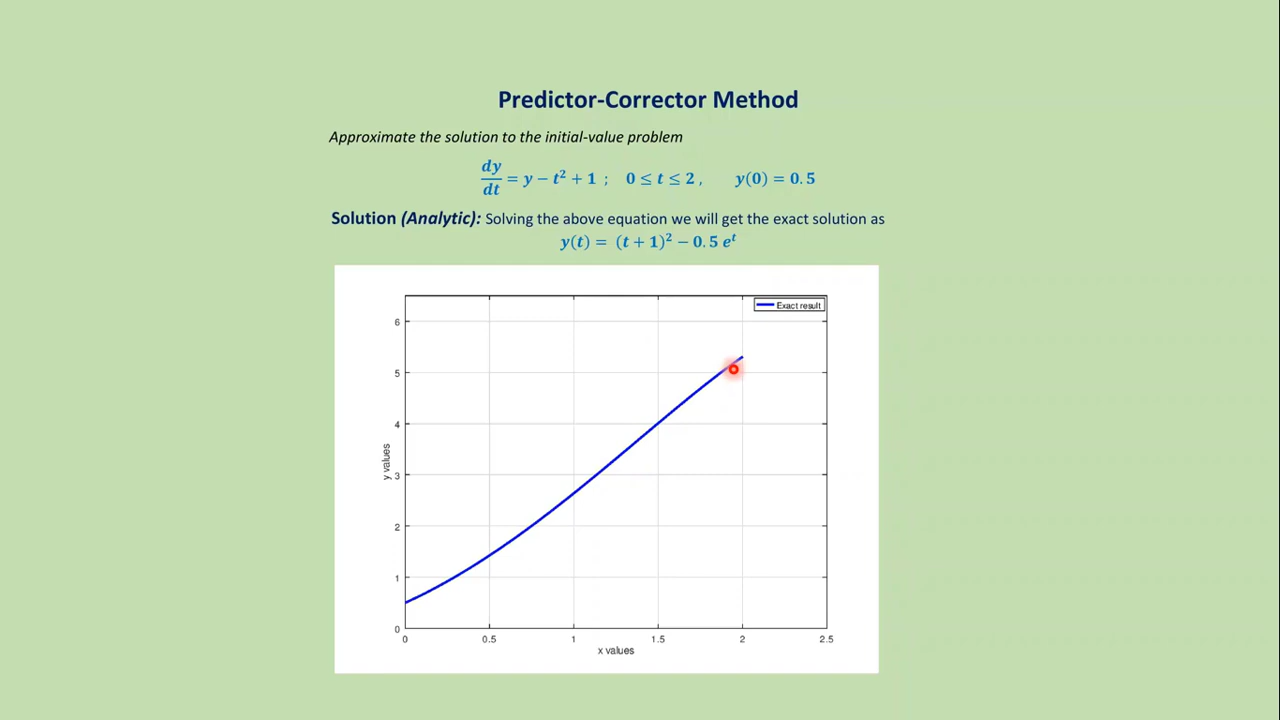 Predictor-Corrector Method
Approximate the solution to the initial-value problem
dy/dt = y − t² + 1 ; 0 ≤ t ≤ 2 , y(0) = 0.5
Solution (Analytic): Solving the above equation we will get the exact solution as
y(t) = (t + 1)² − 0.5 eᵗ
Exact result
6
5
4
3
2
1
0
y values
0 0.5 1 1.5 2 2.5
x values